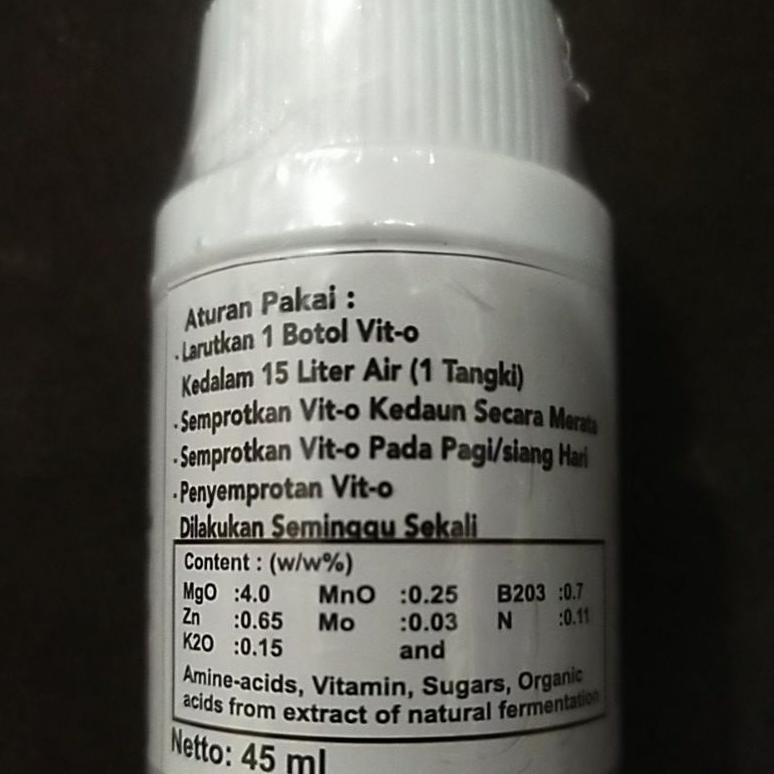 Aturan Pakai :
. Larutkan 1 Botol Vit-o
Kedalam 15 Liter Air (1 Tangki)
. Semprotkan Vit-o Kedaun Secara Merata
. Semprotkan Vit-o Pada Pagi/siang Hari
. Penyemprotan Vit-o
Dilakukan Seminggu Sekali
Content : (w/w%)
MgO :4.0 MnO :0.25 B203 :0.7
Zn :0.65 Mo :0.03 N :0.11
K2O :0.15 and
Amine-acids, Vitamin, Sugars, Organic
acids from extract of natural fermentation
Netto: 45 ml